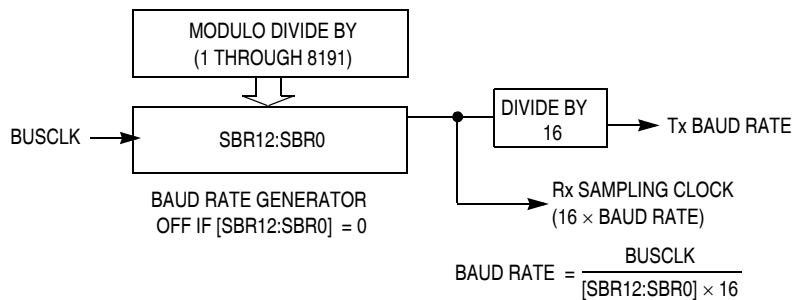 MODULO DIVIDE BY
(1 THROUGH 8191)
BUSCLK
SBR12:SBR0
DIVIDE BY
16
Tx BAUD RATE
BAUD RATE GENERATOR
OFF IF [SBR12:SBR0] = 0
Rx SAMPLING CLOCK
(16 × BAUD RATE)
BAUD RATE =
BUSCLK
[SBR12:SBR0] × 16